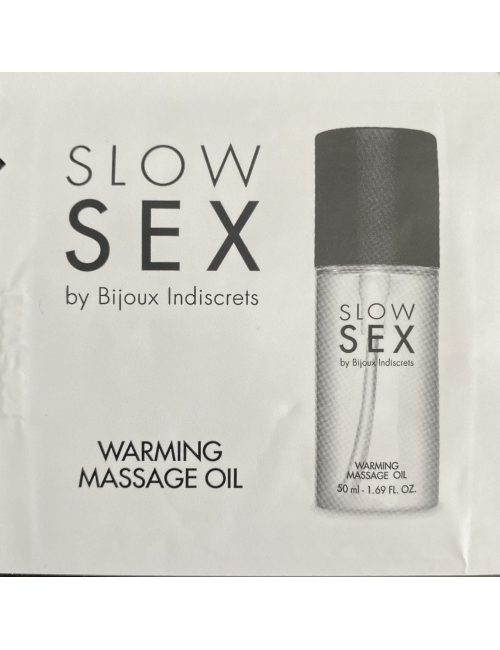 SLOW
SEX
by Bijoux Indiscrets
WARMING
MASSAGE OIL
SLOW
SEX
by Bijoux Indiscrets
WARMING
MASSAGE OIL
50 ml - 1.69 FL. OZ.